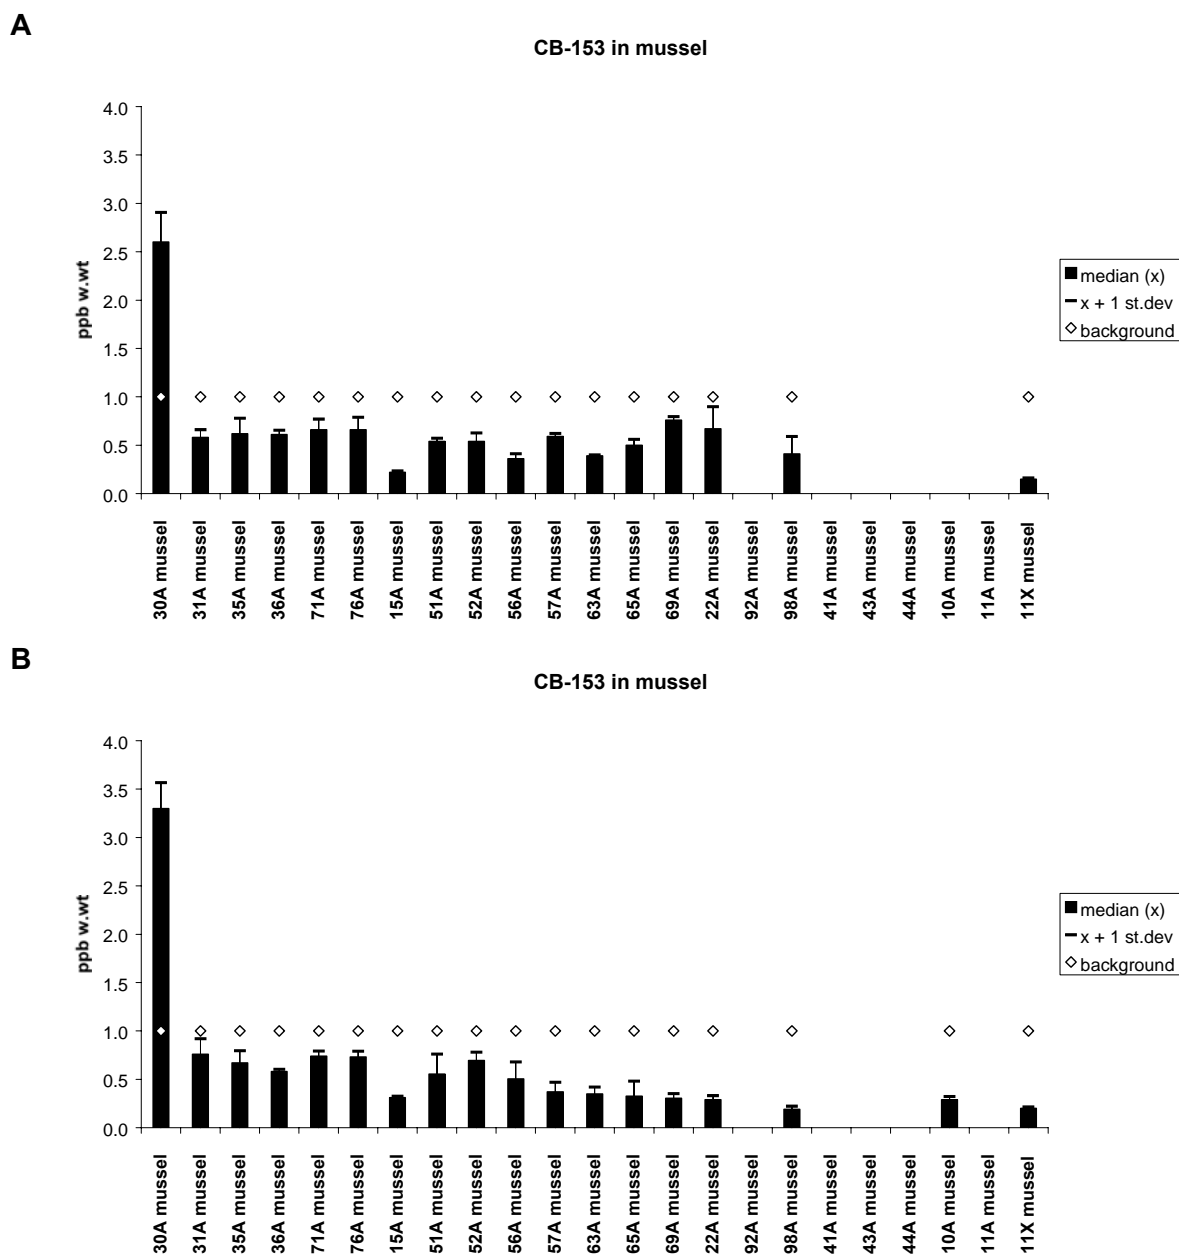 A
CB-153 in mussel
4.0
3.5
3.0
2.5
2.0
1.5
1.0
0.5
0.0
ppb w.wt
median (x)
x + 1 st.dev
background
30A mussel
31A mussel
35A mussel
36A mussel
71A mussel
76A mussel
15A mussel
51A mussel
52A mussel
56A mussel
57A mussel
63A mussel
65A mussel
69A mussel
22A mussel
92A mussel
98A mussel
41A mussel
43A mussel
44A mussel
10A mussel
11A mussel
11X mussel
B
CB-153 in mussel
4.0
3.5
3.0
2.5
2.0
1.5
1.0
0.5
0.0
ppb w.wt
median (x)
x + 1 st.dev
background
30A mussel
31A mussel
35A mussel
36A mussel
71A mussel
76A mussel
15A mussel
51A mussel
52A mussel
56A mussel
57A mussel
63A mussel
65A mussel
69A mussel
22A mussel
92A mussel
98A mussel
41A mussel
43A mussel
44A mussel
10A mussel
11A mussel
11X mussel